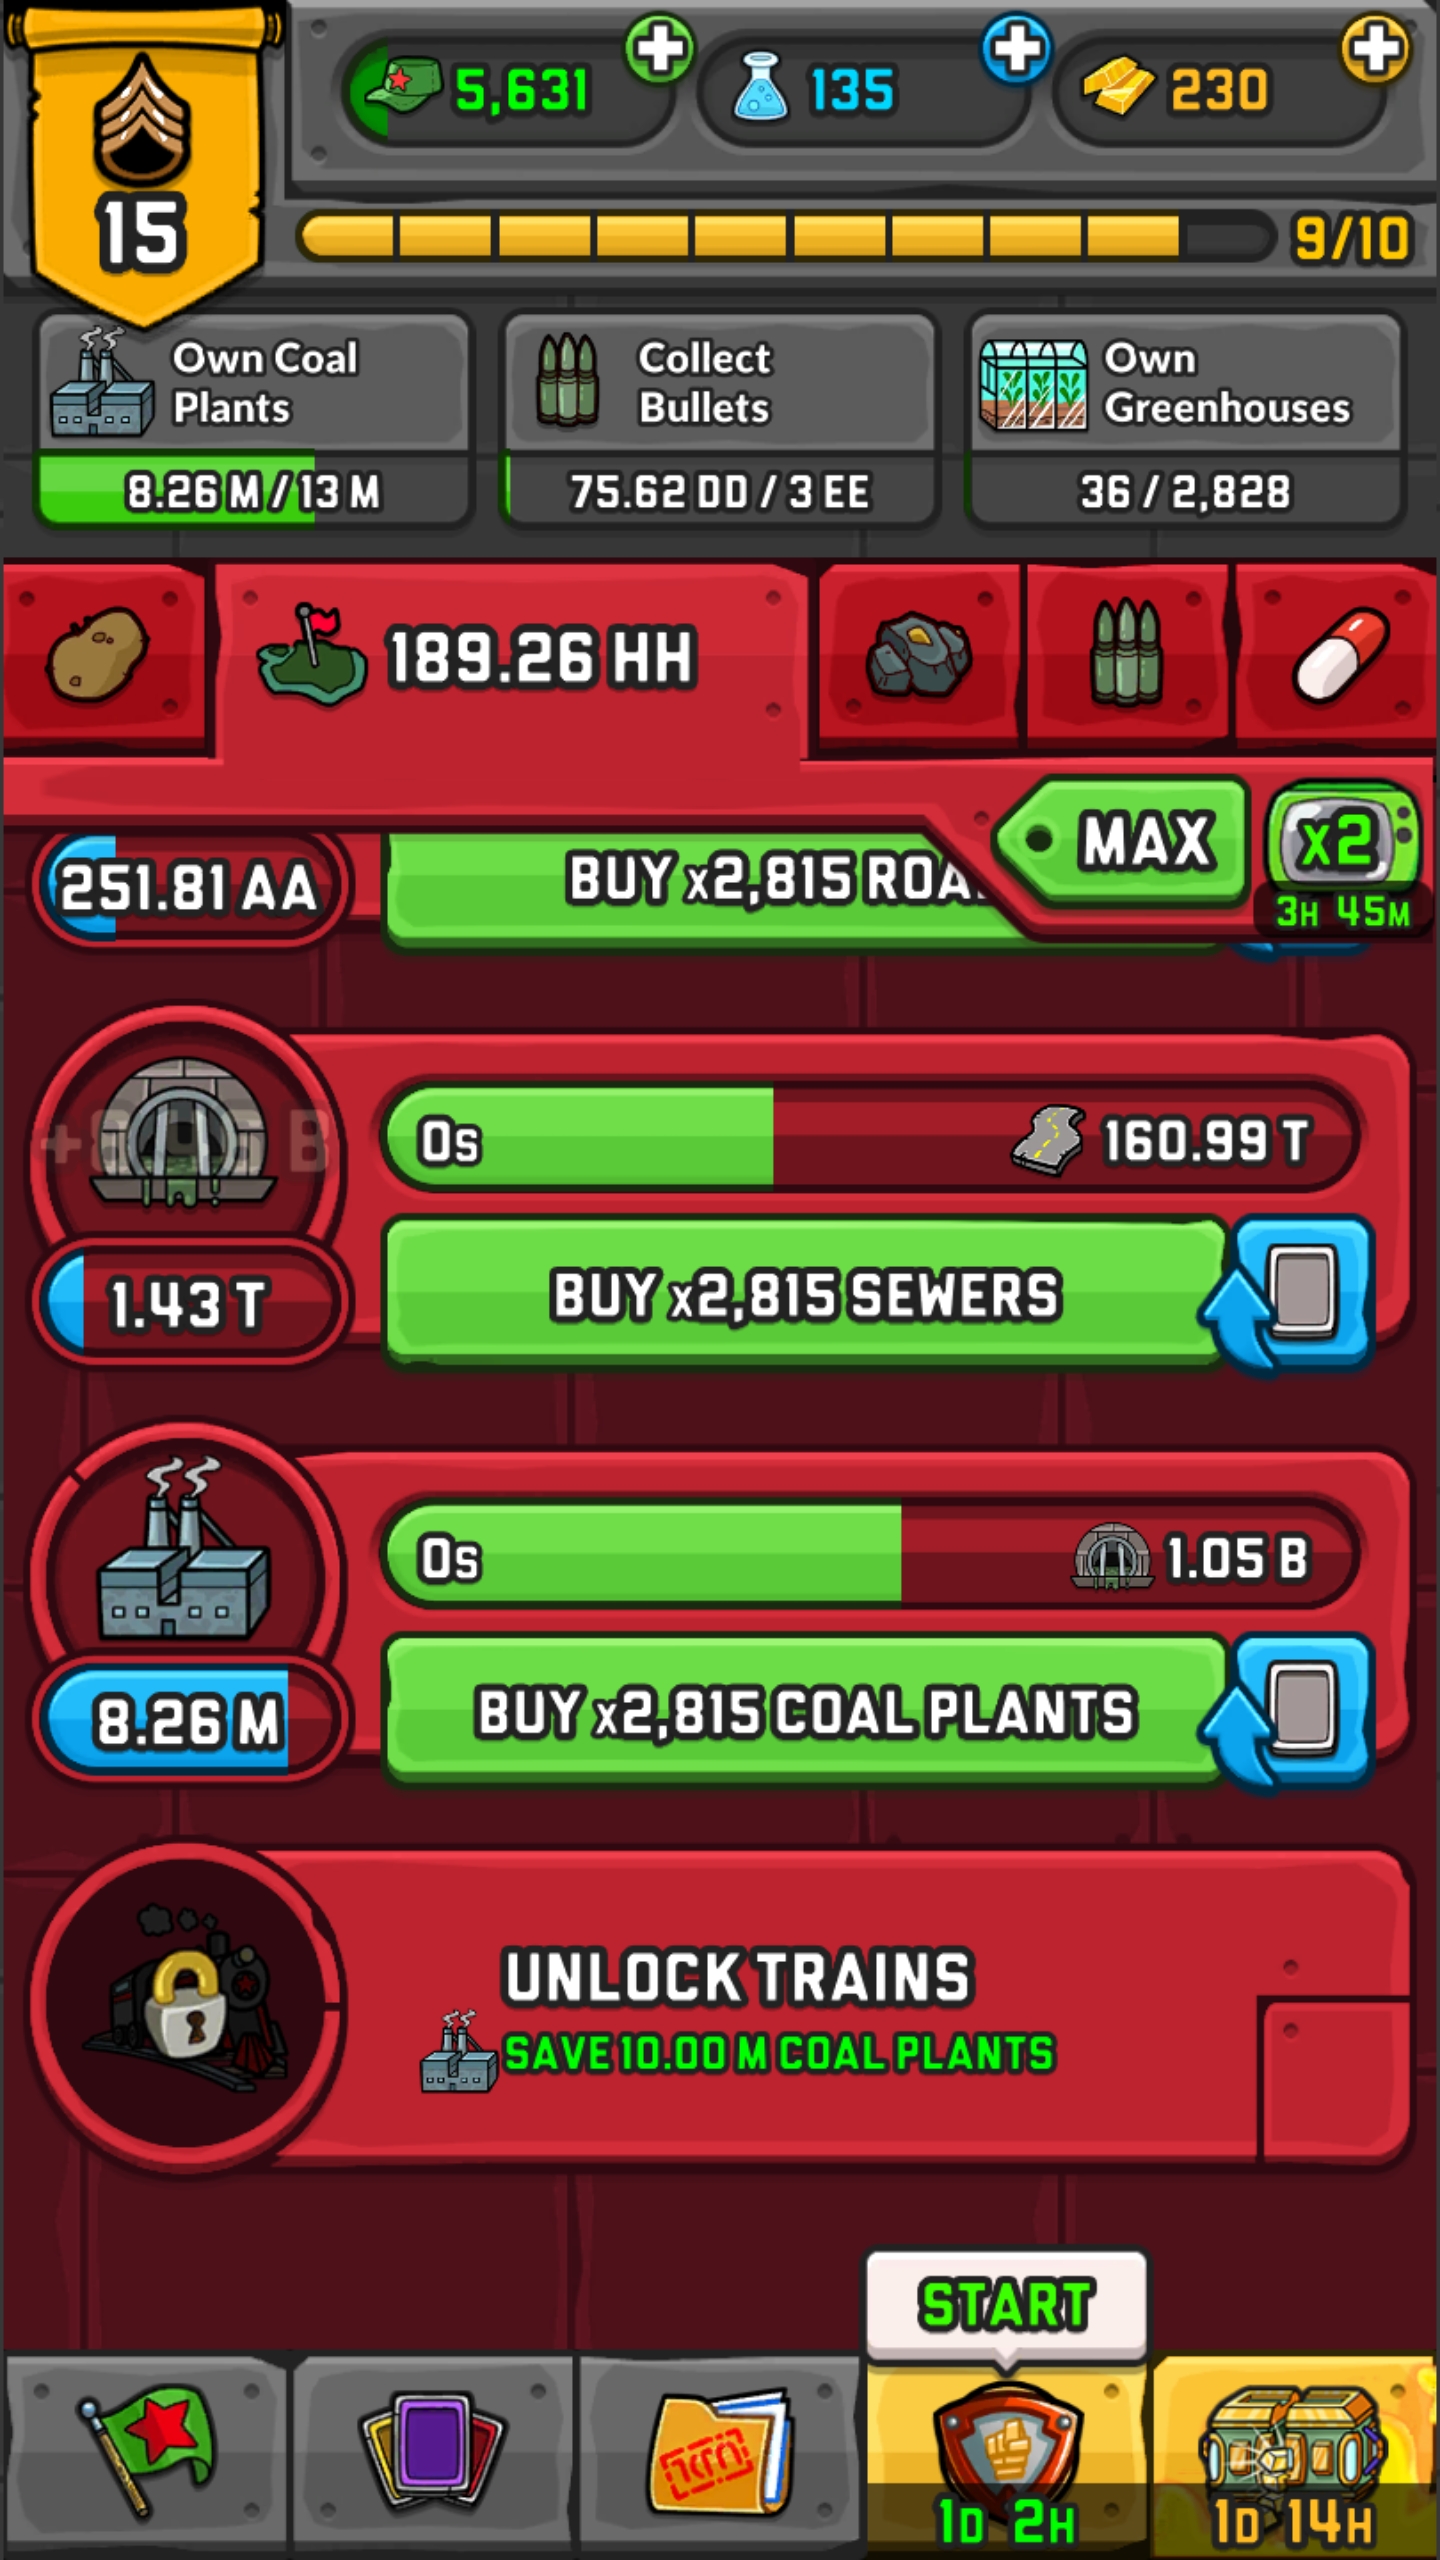 5,631
135
230
15
9/10
Own Coal
Plants
8.26 M / 13 M
Collect
Bullets
75.62 DD / 3 EE
Own
Greenhouses
36 / 2,828
189.26 HH
MAX
x2
3H 45M
251.81 AA
BUY x2,815
0s
160.99 T
1.43 T
BUY x2,815 SEWERS
0s
1.05 B
8.26 M
BUY x2,815 COAL PLANTS
UNLOCK TRAINS
SAVE 10.00 M COAL PLANTS
START
1D 2H
1D 14H